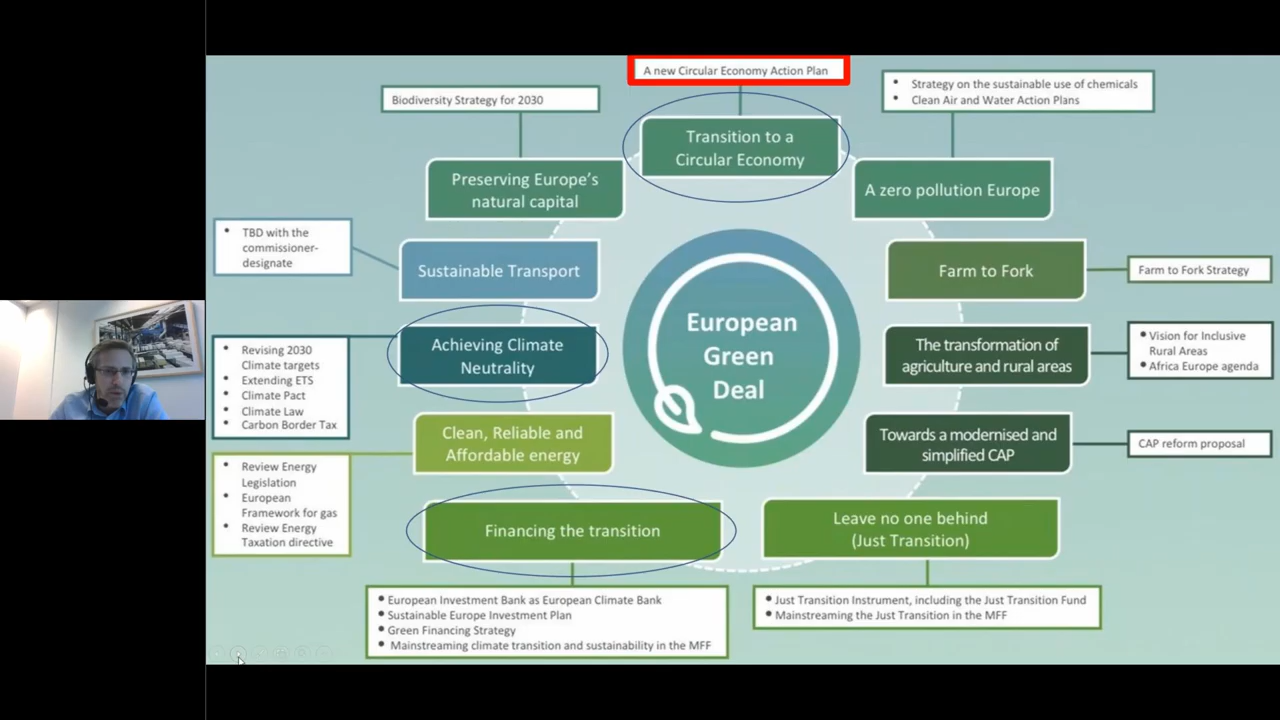 A new Circular Economy Action Plan
Biodiversity Strategy for 2030
• Strategy on the sustainable use of chemicals
• Clean Air and Water Action Plans
Transition to a
Circular Economy
Preserving Europe's
natural capital
A zero pollution Europe
• TBD with the
commissioner-
designate
Sustainable Transport
Farm to Fork
Farm to Fork Strategy
European
Green
Deal
Achieving Climate
Neutrality
• Revising 2030
Climate targets
• Extending ETS
• Climate Pact
• Climate Law
• Carbon Border Tax
The transformation of
agriculture and rural areas
• Vision for Inclusive
Rural Areas
• Africa Europe agenda
Clean, Reliable and
Affordable energy
• Review Energy
Legislation
• European
Framework for gas
• Review Energy
Taxation directive
Towards a modernised and
simplified CAP
CAP reform proposal
Financing the transition
Leave no one behind
(Just Transition)
• European Investment Bank as European Climate Bank
• Sustainable Europe Investment Plan
• Green Financing Strategy
• Mainstreaming climate transition and sustainability in the MFF
• Just Transition Instrument, including the Just Transition Fund
• Mainstreaming the Just Transition in the MFF